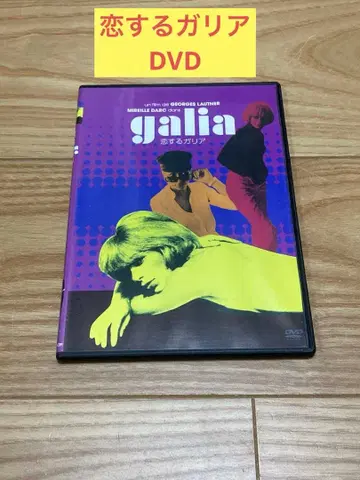 恋するガリア
DVD
un film de GEORGES LAUTNER
MIREILLE DARC dans
galia
恋するガリア
DVD